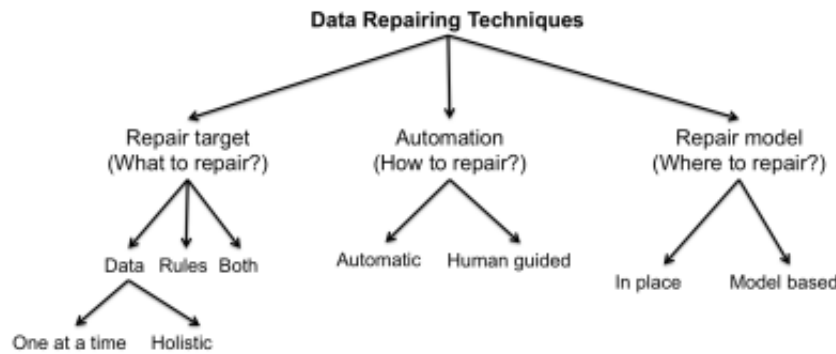 Data Repairing Techniques
Repair target
(What to repair?)
Automation
(How to repair?)
Repair model
(Where to repair?)
Data
Rules
Both
Automatic
Human guided
In place
Model based
One at a time
Holistic